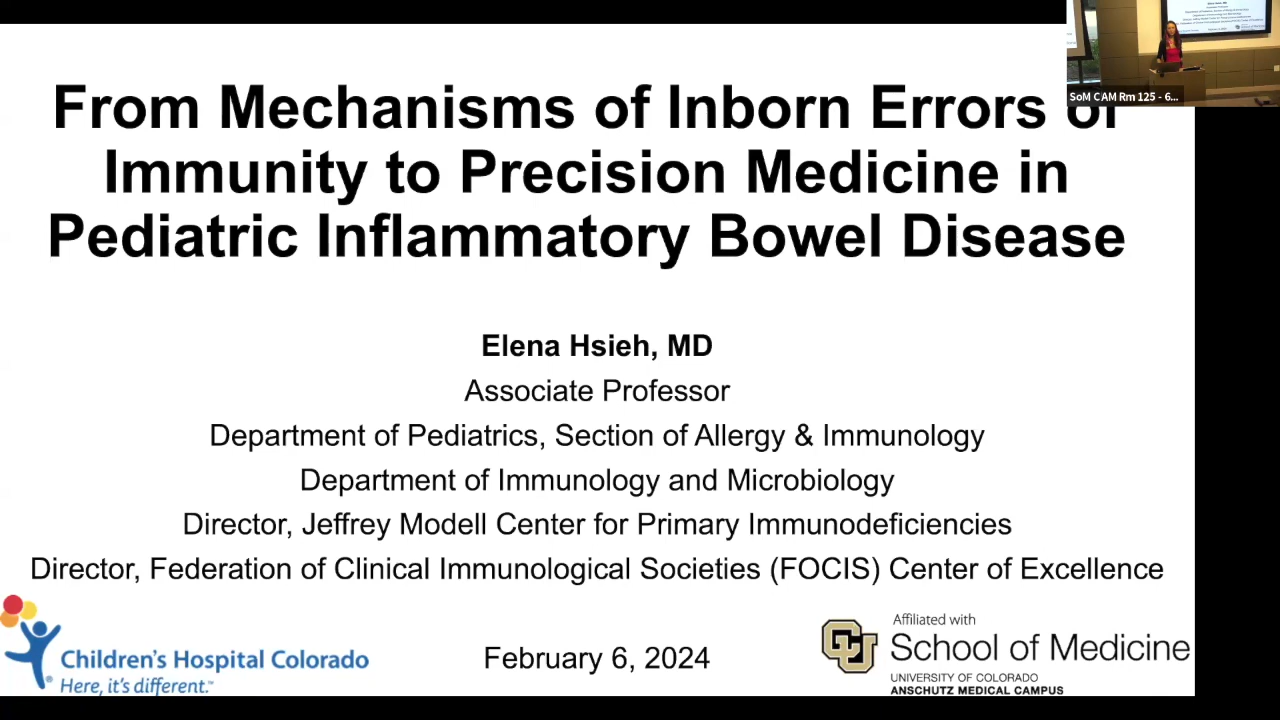 From Mechanisms of Inborn Errors of
Immunity to Precision Medicine in
Pediatric Inflammatory Bowel Disease
SoM CAM Rm 125 - 6...
Elena Hsieh, MD
Associate Professor
Department of Pediatrics, Section of Allergy & Immunology
Department of Immunology and Microbiology
Director, Jeffrey Modell Center for Primary Immunodeficiencies
Director, Federation of Clinical Immunological Societies (FOCIS) Center of Excellence
Children's Hospital Colorado
Here, it's different.™
February 6, 2024
CU
Affiliated with
School of Medicine
UNIVERSITY OF COLORADO
ANSCHUTZ MEDICAL CAMPUS